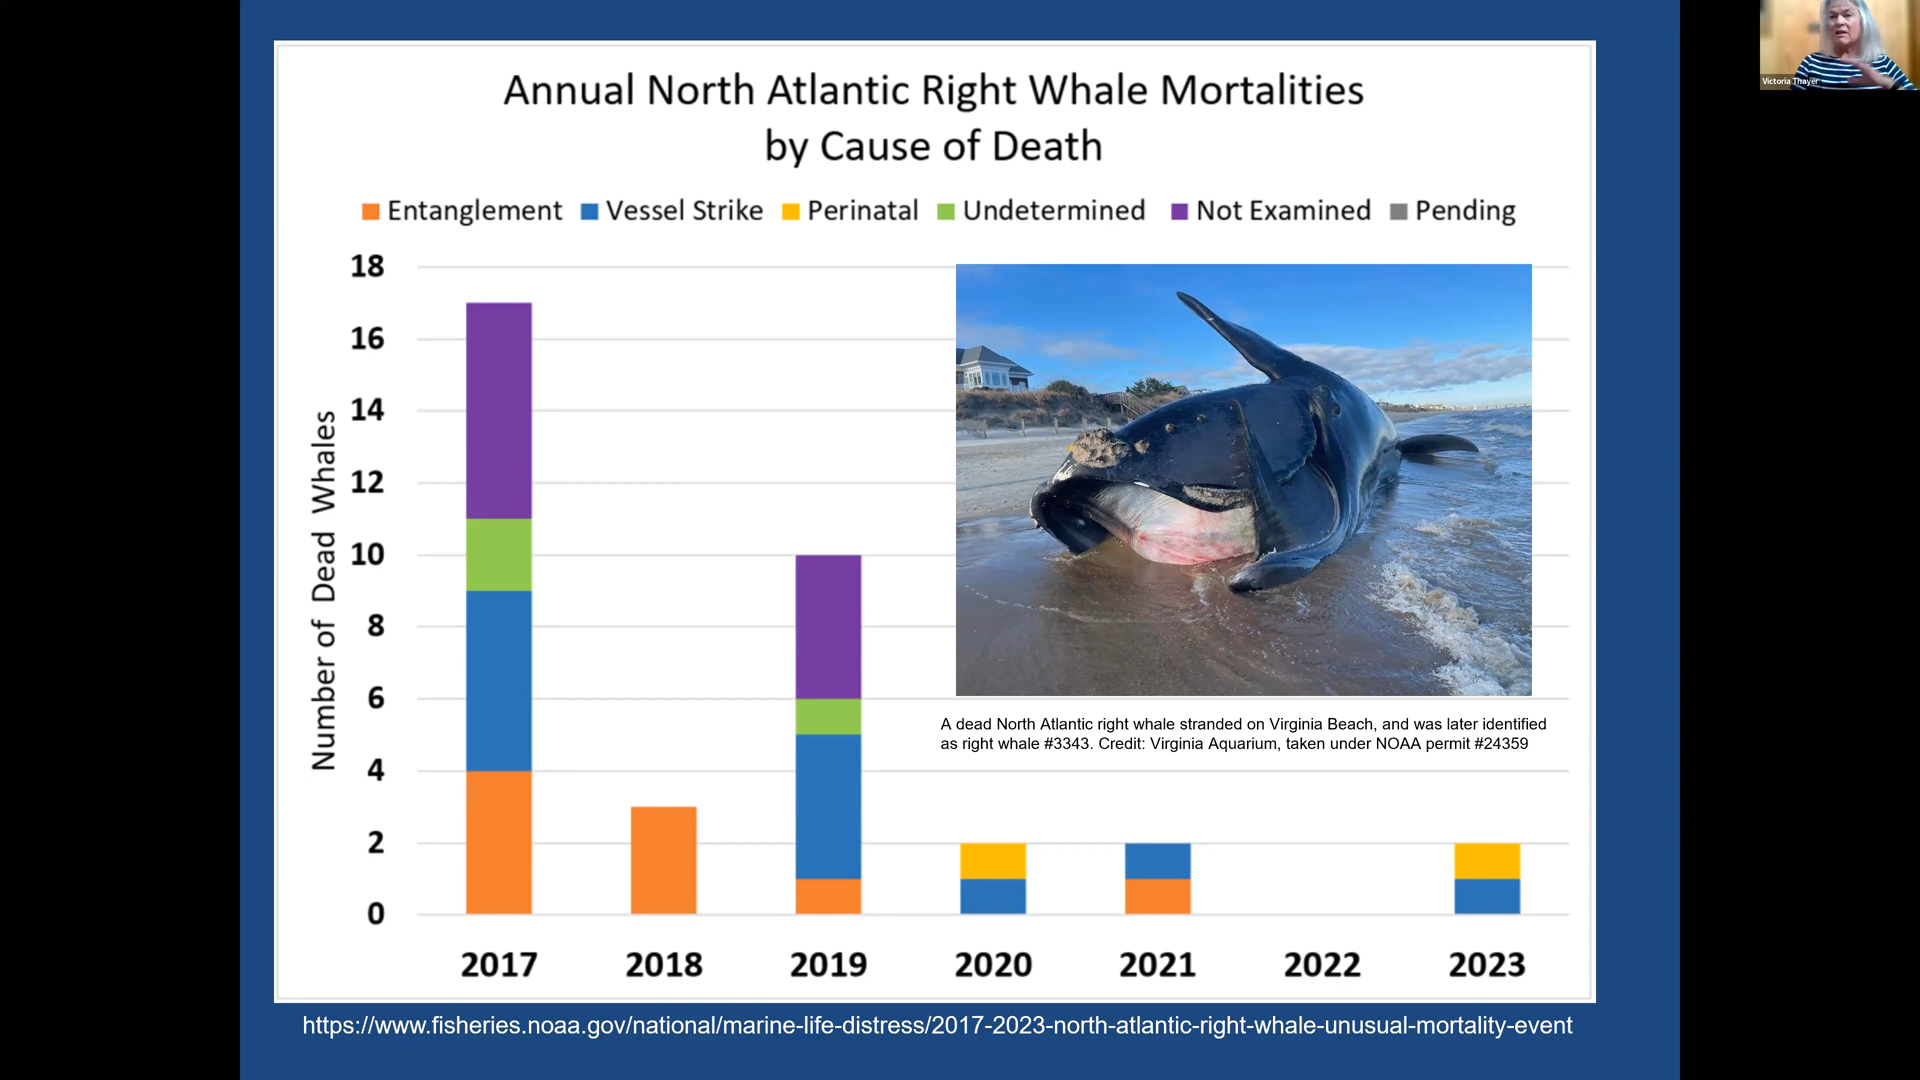 Annual North Atlantic Right Whale Mortalities
by Cause of Death
Entanglement Vessel Strike Perinatal Undetermined Not Examined Pending
Number of Dead Whales
18
16
14
12
10
8
6
4
2
0
2017 2018 2019 2020 2021 2022 2023
A dead North Atlantic right whale stranded on Virginia Beach, and was later identified
as right whale #3343. Credit: Virginia Aquarium, taken under NOAA permit #24359
https://www.fisheries.noaa.gov/national/marine-life-distress/2017-2023-north-atlantic-right-whale-unusual-mortality-event
Victoria Thayer